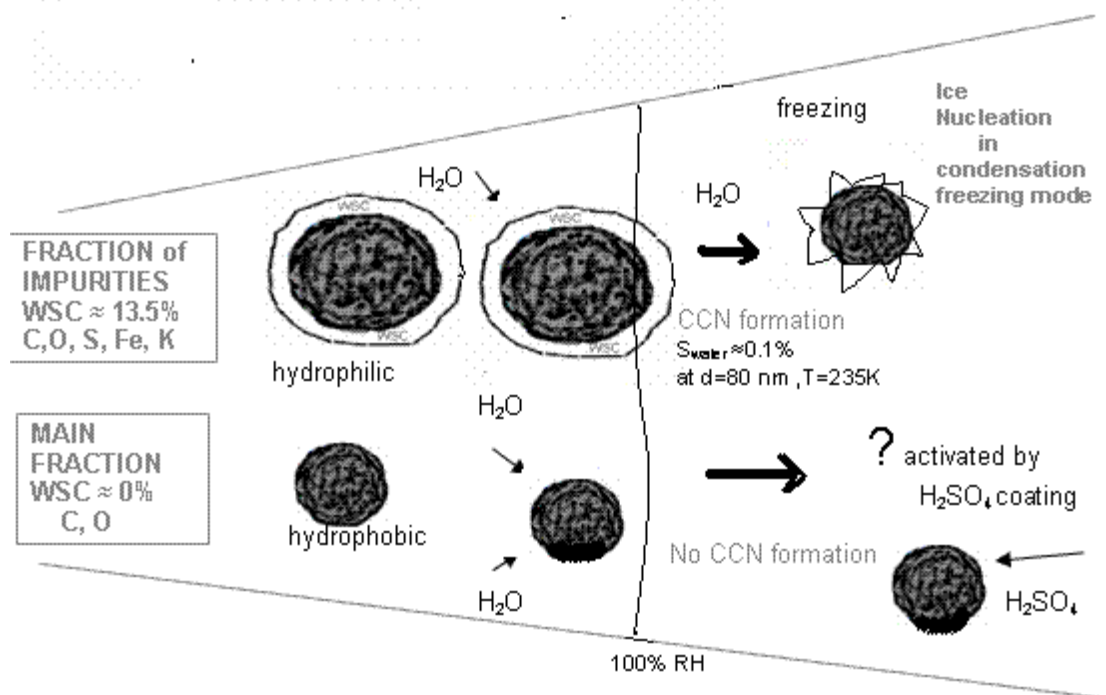 freezing
Ice
Nucleation
in
condensation
freezing mode
H₂O
H₂O
WSC
WSC
WSC
WSC
FRACTION of
IMPURITIES
WSC ≈ 13.5%
C,O, S, Fe, K
hydrophilic
CCN formation
Swater ≈0.1%
at d=80 nm ,T=235K
H₂O
MAIN
FRACTION
WSC ≈ 0%
C, O
hydrophobic
H₂O
? activated by
H₂SO₄ coating
No CCN formation
H₂SO₄
100% RH